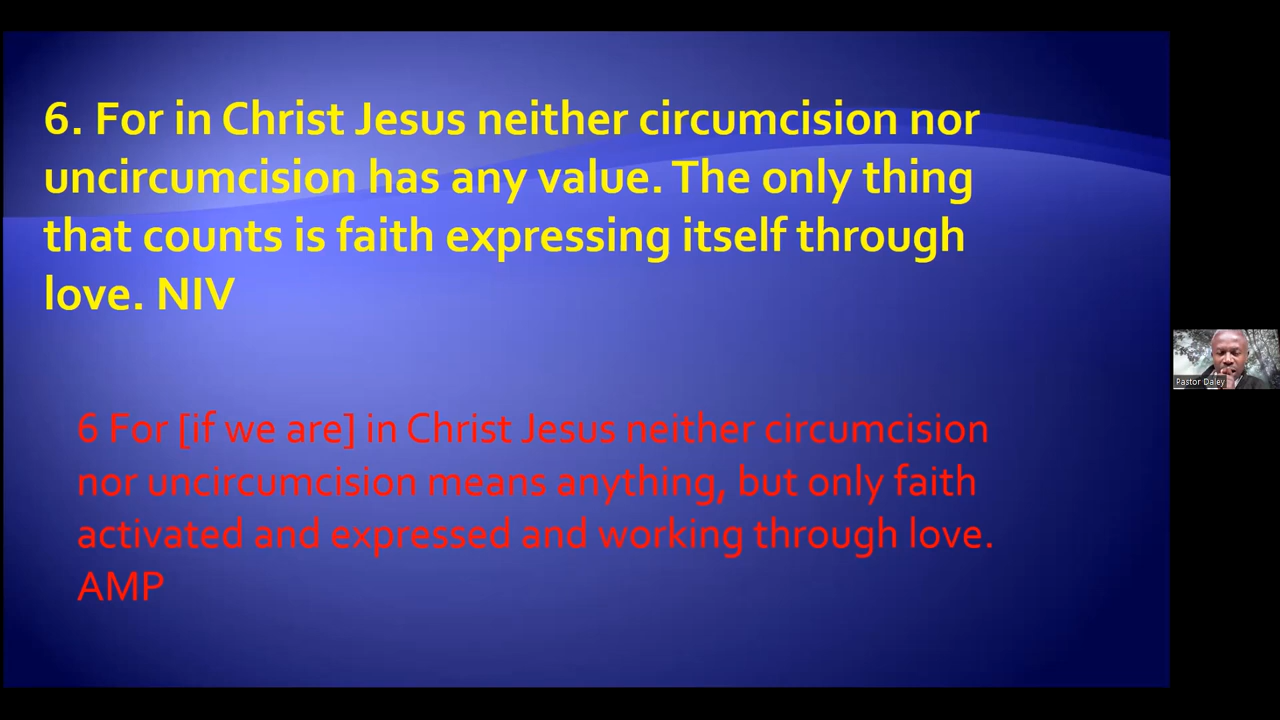 6. For in Christ Jesus neither circumcision nor
uncircumcision has any value. The only thing
that counts is faith expressing itself through
love. NIV
6 For [if we are] in Christ Jesus neither circumcision
nor uncircumcision means anything, but only faith
activated and expressed and working through love.
AMP
Pastor Daley